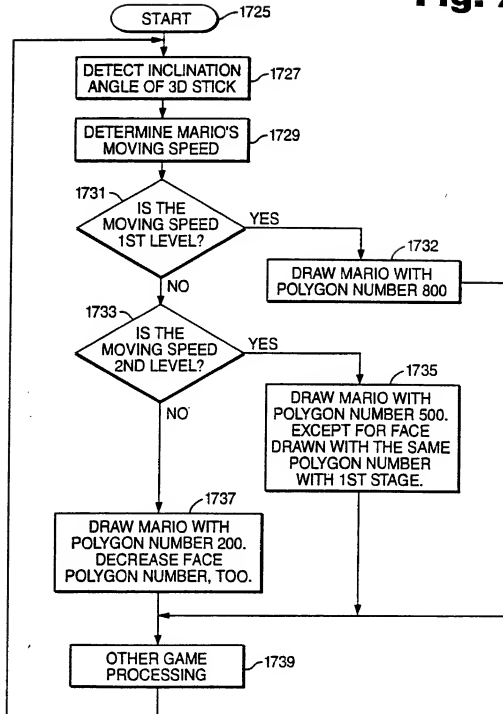 Fig.
START
1725
DETECT INCLINATION
ANGLE OF 3D STICK
1727
DETERMINE MARIO'S
MOVING SPEED
1729
1731
IS THE
MOVING SPEED
1ST LEVEL?
YES
1732
DRAW MARIO WITH
POLYGON NUMBER 800
NO
1733
IS THE
MOVING SPEED
2ND LEVEL?
YES
1735
DRAW MARIO WITH
POLYGON NUMBER 500.
EXCEPT FOR FACE
DRAWN WITH THE SAME
POLYGON NUMBER
WITH 1ST STAGE.
NO
1737
DRAW MARIO WITH
POLYGON NUMBER 200.
DECREASE FACE
POLYGON NUMBER, TOO.
OTHER GAME
PROCESSING
1739